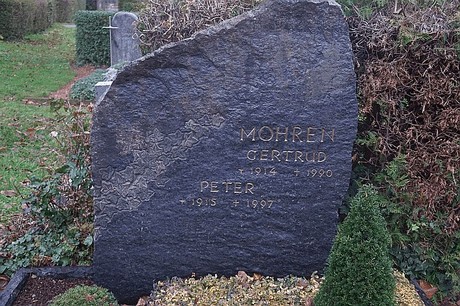 MOHREN
GERTRUD
* 1914 + 1990
PETER
* 1915 + 1997